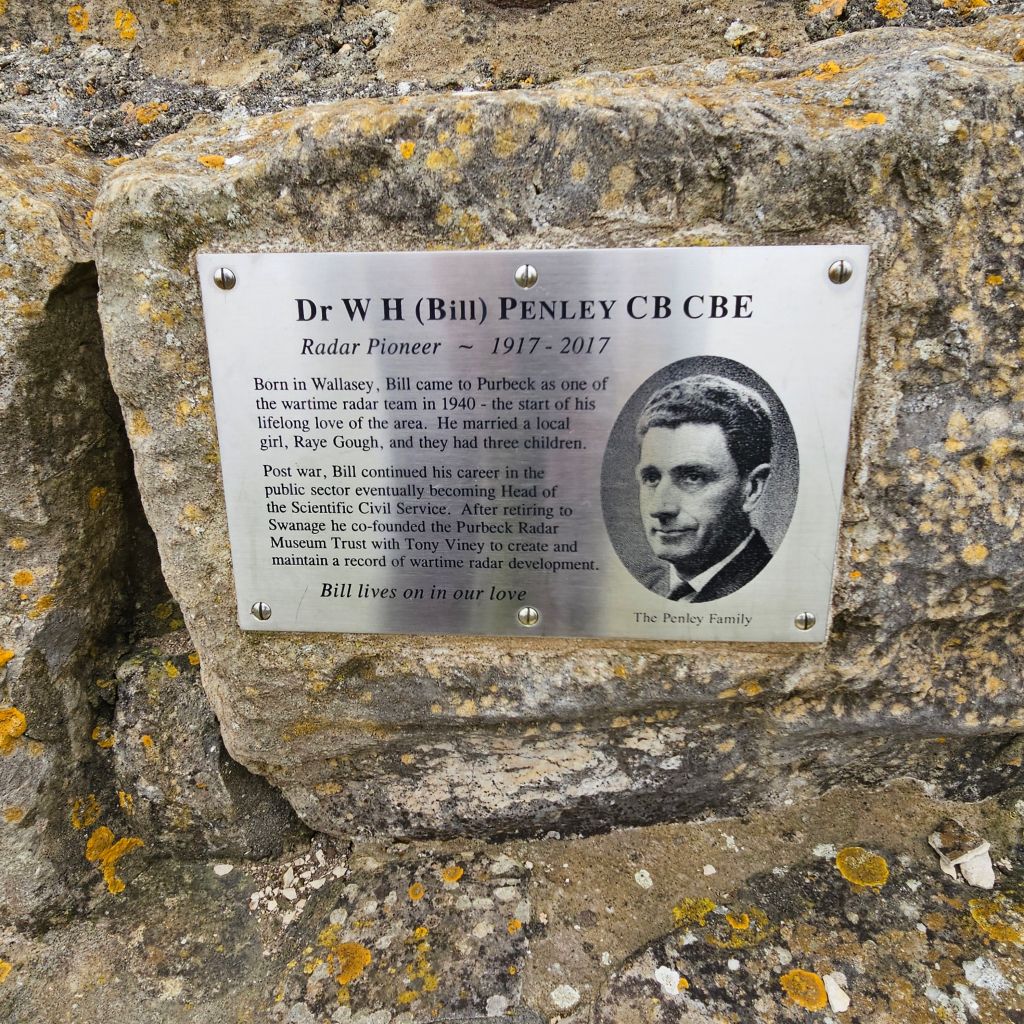 Dr W H (Bill) PENLEY CB CBE
Radar Pioneer ~ 1917 - 2017
Born in Wallasey, Bill came to Purbeck as one of
the wartime radar team in 1940 - the start of his
lifelong love of the area. He married a local
girl, Raye Gough, and they had three children.
Post war, Bill continued his career in the
public sector eventually becoming Head of
the Scientific Civil Service. After retiring to
Swanage he co-founded the Purbeck Radar
Museum Trust with Tony Viney to create and
maintain a record of wartime radar development.
Bill lives on in our love
The Penley Family